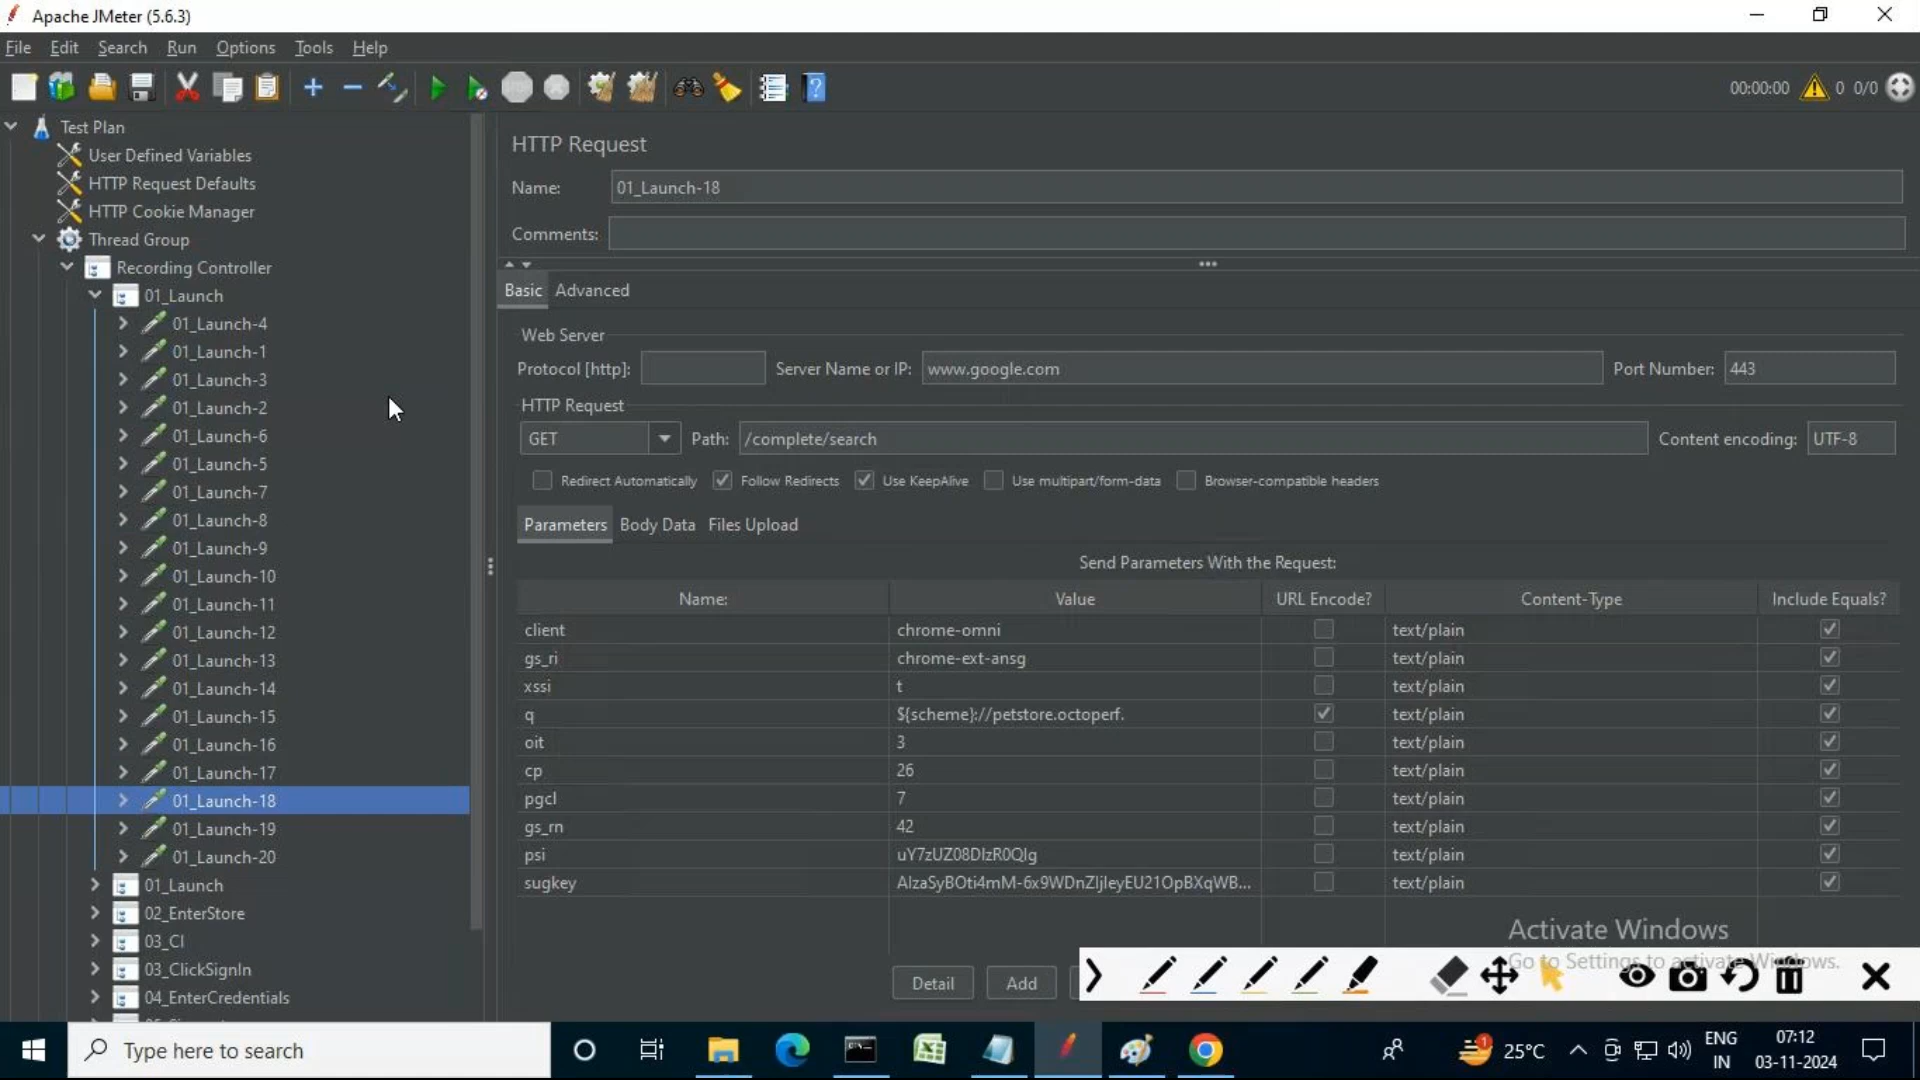 Apache JMeter (5.6.3)
File Edit Search Run Options Tools Help
00:00:00 0 0/0
Test Plan
User Defined Variables
HTTP Request Defaults
HTTP Cookie Manager
Thread Group
Recording Controller
01_Launch
01_Launch-4
01_Launch-1
01_Launch-3
01_Launch-2
01_Launch-6
01_Launch-5
01_Launch-7
01_Launch-8
01_Launch-9
01_Launch-10
01_Launch-11
01_Launch-12
01_Launch-13
01_Launch-14
01_Launch-15
01_Launch-16
01_Launch-17
01_Launch-18
01_Launch-19
01_Launch-20
01_Launch
02_EnterStore
03_CI
03_ClickSignIn
04_EnterCredentials
HTTP Request
Name: 01_Launch-18
Comments:
Basic Advanced
Web Server
Protocol [http]: Server Name or IP: www.google.com Port Number: 443
HTTP Request
GET Path: /complete/search Content encoding: UTF-8
Redirect Automatically Follow Redirects Use KeepAlive Use multipart/form-data Browser-compatible headers
Parameters Body Data Files Upload
Send Parameters With the Request:
Name: Value URL Encode? Content-Type Include Equals?
client chrome-omni text/plain
gs_ri chrome-ext-ansg text/plain
xssi t text/plain
q ${scheme}://petstore.octoperf. text/plain
oit 3 text/plain
cp 26 text/plain
pgcl 7 text/plain
gs_rn 42 text/plain
psi uY7zUZ08DIzR0QIg text/plain
sugkey AIzaSyBOti4mM-6x9WDnZIjIeyEU21OpBXqWB... text/plain
Detail Add
Activate Windows
Go to Settings to activate Windows.
Type here to search
25°C
ENG
IN
07:12
03-11-2024